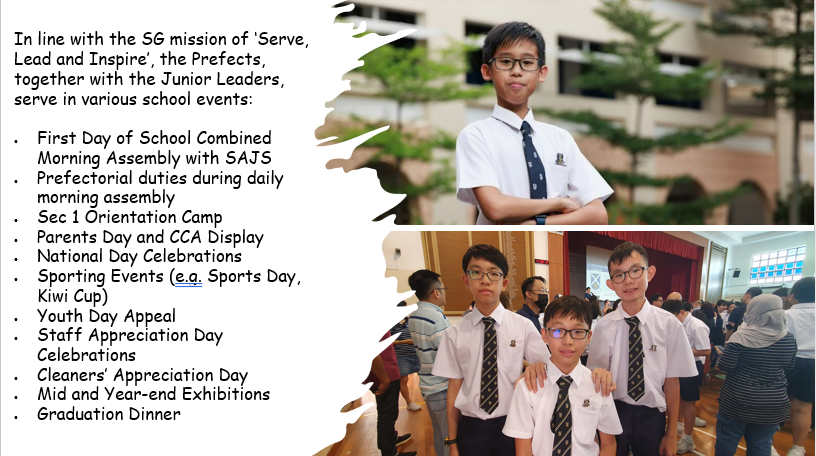 In line with the SG mission of ‘Serve,
Lead and Inspire’, the Prefects,
together with the Junior Leaders,
serve in various school events:
• First Day of School Combined
Morning Assembly with SAJS
• Prefectorial duties during daily
morning assembly
• Sec 1 Orientation Camp
• Parents Day and CCA Display
• National Day Celebrations
• Sporting Events (e.g. Sports Day,
Kiwi Cup)
• Youth Day Appeal
• Staff Appreciation Day
Celebrations
• Cleaners’ Appreciation Day
• Mid and Year-end Exhibitions
• Graduation Dinner